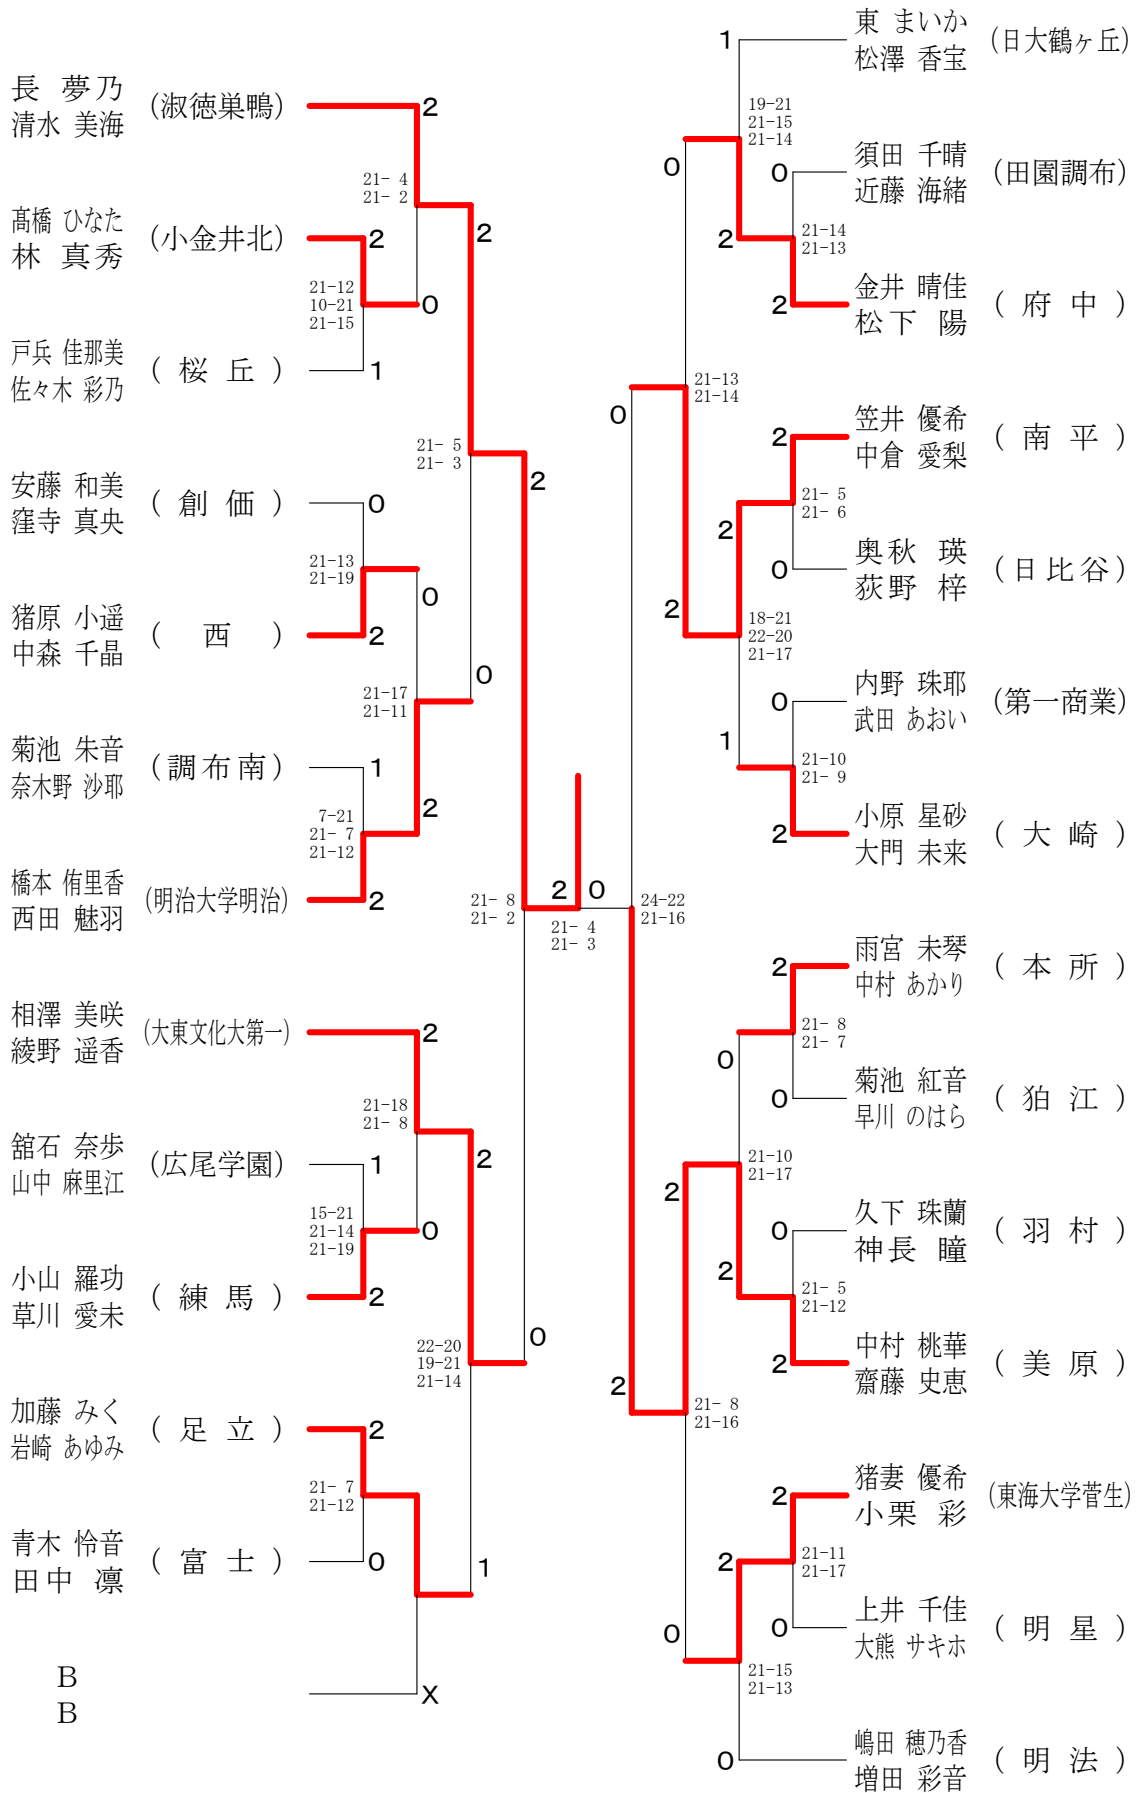 長 夢乃
清水 美海
(淑徳巣鴨)
2
21- 4
21- 2
髙橋 ひなた
林 真秀
(小金井北)
2
2
21-12
10-21
21-15
0
戸兵 佳那美
佐々木 彩乃
( 桜 丘 )
1
21- 5
21- 3
2
安藤 和美
窪寺 真央
( 創 価 )
0
21-13
21-19
0
猪原 小遥
中森 千晶
( 西 )
2
0
21-17
21-11
菊池 朱音
奈木野 沙耶
(調布南)
1
2
7-21
21- 7
21-12
橋本 侑里香
西田 魅羽
(明治大学明治)
2
21- 8
21- 2
2
0
21- 4
21- 3
相澤 美咲
綾野 遥香
(大東文化大第一)
2
21-18
21- 8
2
舘石 奈歩
山中 麻里江
(広尾学園)
1
15-21
21-14
21-19
0
小山 羅功
草川 愛未
( 練 馬 )
2
0
22-20
19-21
21-14
加藤 みく
岩崎 あゆみ
( 足 立 )
2
21- 7
21-12
青木 怜音
田中 凛
( 富 士 )
0
1
B
B
X
東 まいか
松澤 香宝
(日大鶴ヶ丘)
1
19-21
21-15
21-14
0
須田 千晴
近藤 海緒
(田園調布)
0
2
21-14
21-13
金井 晴佳
松下 陽
( 府 中 )
2
21-13
21-14
0
笠井 優希
中倉 愛梨
( 南 平 )
2
21- 5
21- 6
2
奥秋 瑛
荻野 梓
(日比谷)
0
2
18-21
22-20
21-17
内野 珠耶
武田 あおい
(第一商業)
0
1
21-10
21- 9
小原 星砂
大門 未来
( 大 崎 )
2
24-22
21-16
雨宮 未琴
中村 あかり
( 本 所 )
2
21- 8
21- 7
0
菊池 紅音
早川 のはら
( 狛 江 )
0
21-10
21-17
2
久下 珠蘭
神長 瞳
( 羽 村 )
0
2
21- 5
21-12
中村 桃華
齋藤 史恵
( 美 原 )
2
2
21- 8
21-16
猪妻 優希
小栗 彩
(東海大学菅生)
2
21-11
21-17
2
上井 千佳
大熊 サキホ
( 明 星 )
0
0
21-15
21-13
嶋田 穂乃香
増田 彩音
( 明 法 )
0